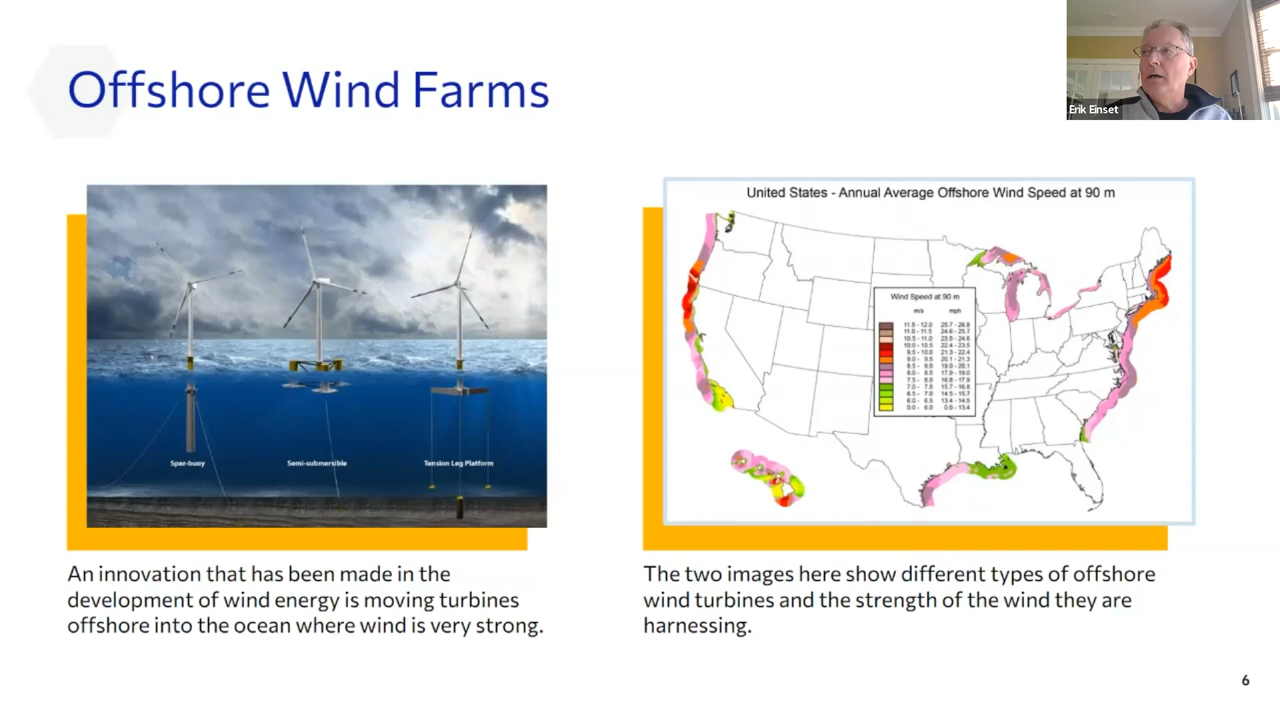 Offshore Wind Farms
Erik Einset
Spar-buoy
Semi-submersible
Tension Leg Platform
United States - Annual Average Offshore Wind Speed at 90 m
Wind Speed at 90 m
m/s mph
11.5 - 12.0 25.7 - 26.8
11.0 - 11.5 24.6 - 25.7
10.5 - 11.0 23.5 - 24.6
10.0 - 10.5 22.4 - 23.5
9.5 - 10.0 21.3 - 22.4
9.0 - 9.5 20.1 - 21.3
8.5 - 9.0 19.0 - 20.1
8.0 - 8.5 17.9 - 19.0
7.5 - 8.0 16.8 - 17.9
7.0 - 7.5 15.7 - 16.8
6.5 - 7.0 14.5 - 15.7
6.0 - 6.5 13.4 - 14.5
0.0 - 6.0 0.0 - 13.4
An innovation that has been made in the
development of wind energy is moving turbines
offshore into the ocean where wind is very strong.
The two images here show different types of offshore
wind turbines and the strength of the wind they are
harnessing.
6